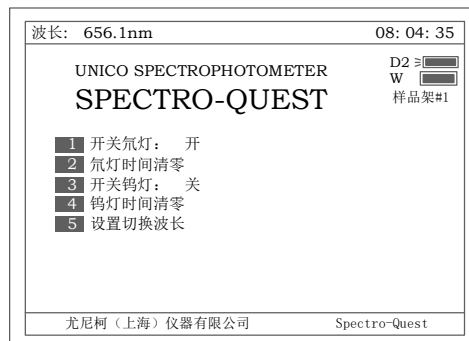 波长: 656.1nm 08: 04: 35
UNICO SPECTROPHOTOMETER
SPECTRO-QUEST
D2
W
样品架#1
1 开关氘灯： 开
2 氘灯时间清零
3 开关钨灯： 关
4 钨灯时间清零
5 设置切换波长
尤尼柯（上海）仪器有限公司 Spectro-Quest